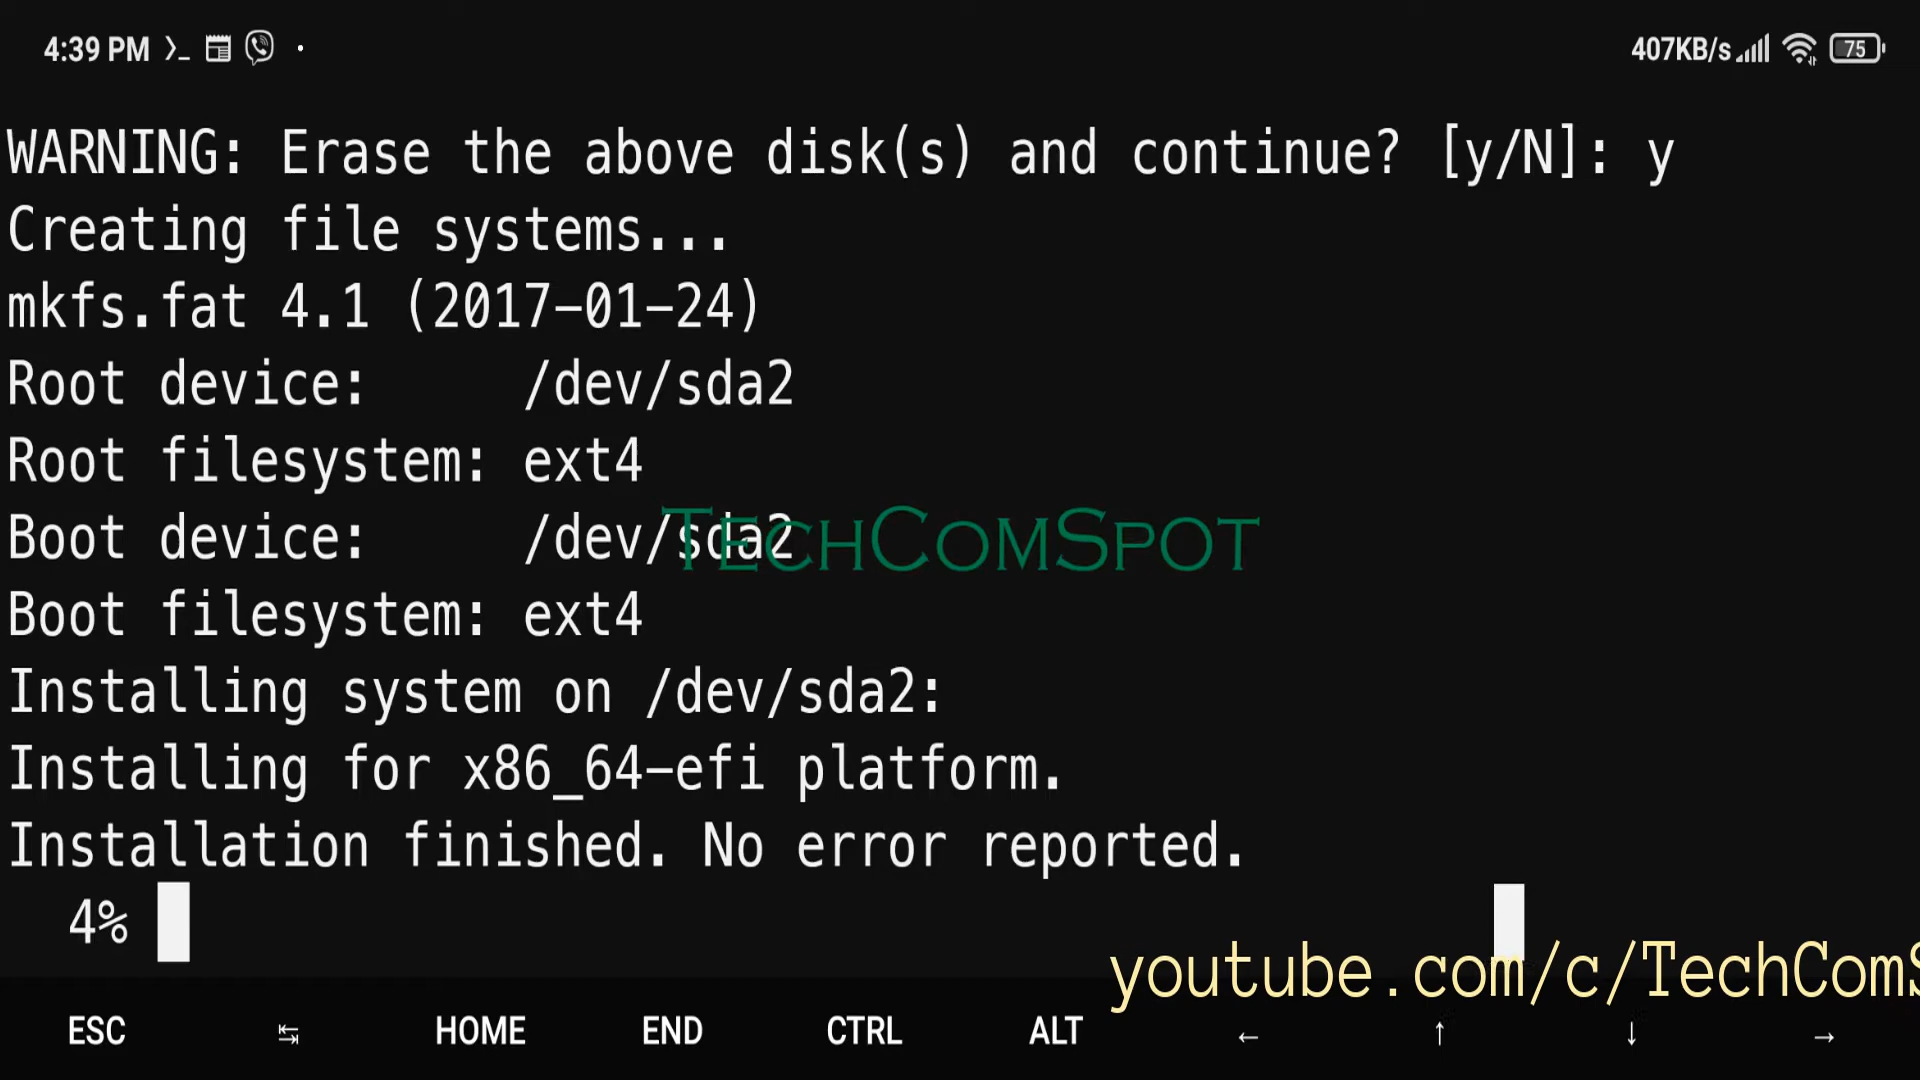 4:39 PM
407KB/s 75
WARNING: Erase the above disk(s) and continue? [y/N]: y
Creating file systems...
mkfs.fat 4.1 (2017-01-24)
Root device:     /dev/sda2
Root filesystem: ext4
Boot device:     /dev/sda2
TechComSpot
Boot filesystem: ext4
Installing system on /dev/sda2:
Installing for x86_64-efi platform.
Installation finished. No error reported.
4%
youtube.com/c/TechComS
ESC HOME END CTRL ALT ← ↑ ↓ →